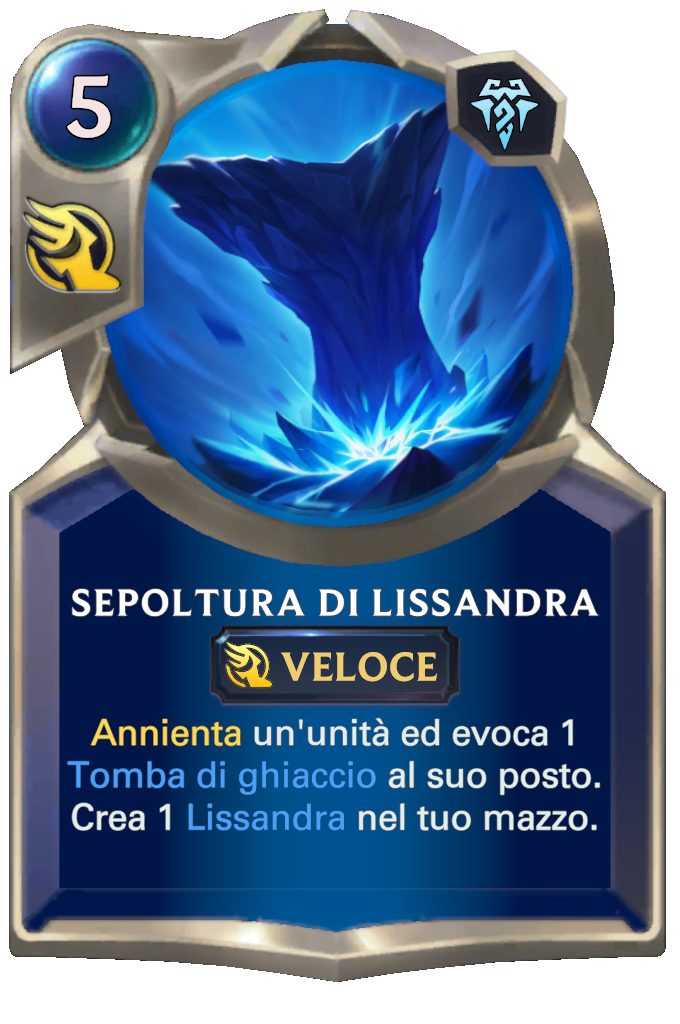 5
SEPOLTURA DI LISSANDRA
VELOCE
Annienta un'unità ed evoca 1
Tomba di ghiaccio al suo posto.
Crea 1 Lissandra nel tuo mazzo.